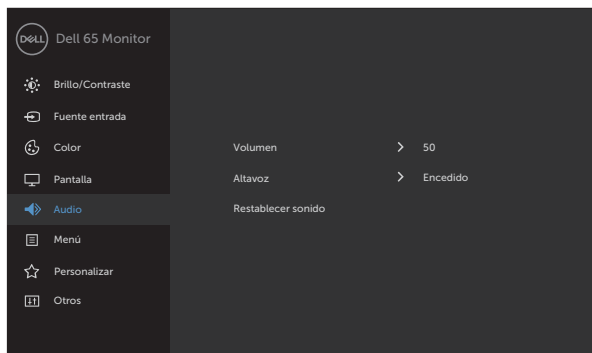 DELL Dell 65 Monitor
Brillo/Contraste
Fuente entrada
Color
Volumen 50
Pantalla
Altavoz Encedido
Audio
Restablecer sonido
Menú
Personalizar
Otros